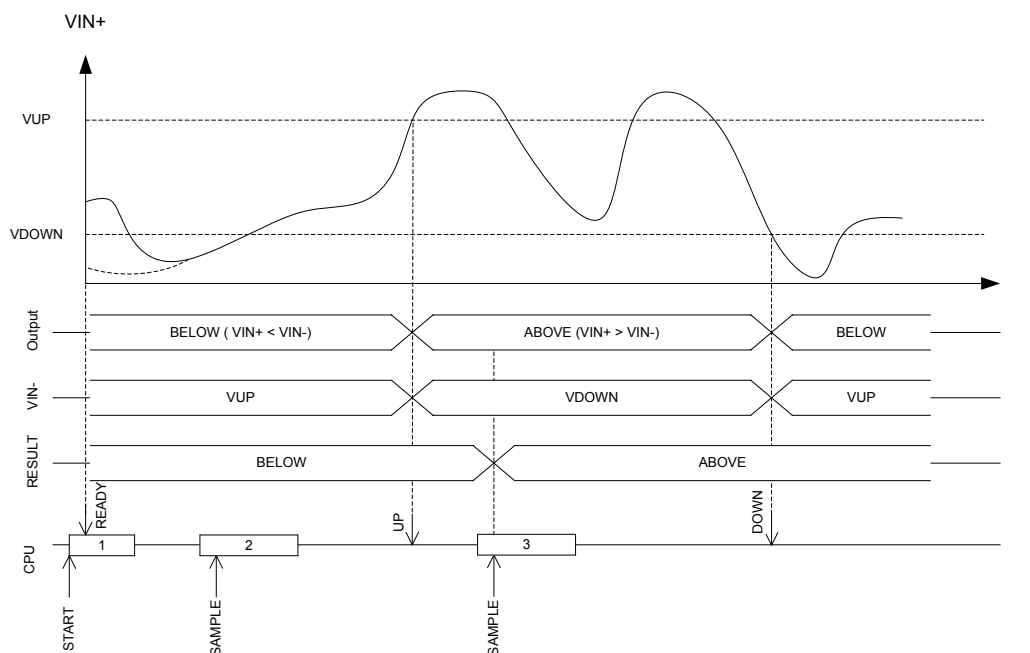 VIN+
VUP
VDOWN
Output
BELOW ( VIN+ < VIN-)
ABOVE (VIN+ > VIN-)
BELOW
VIN-
VUP
VDOWN
VUP
RESULT
BELOW
ABOVE
READY
UP
DOWN
CPU
1
2
3
START
SAMPLE
SAMPLE